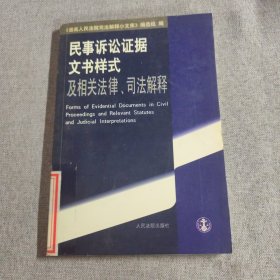 《最高人民法院司法解释小文库》编选组 编
民事诉讼证据
文书样式
及相关法律、司法解释
Forms of Evidential Documents in Civil
Proceedings and Relevant Statutes
and Judicial Interpretations
人民法院出版社